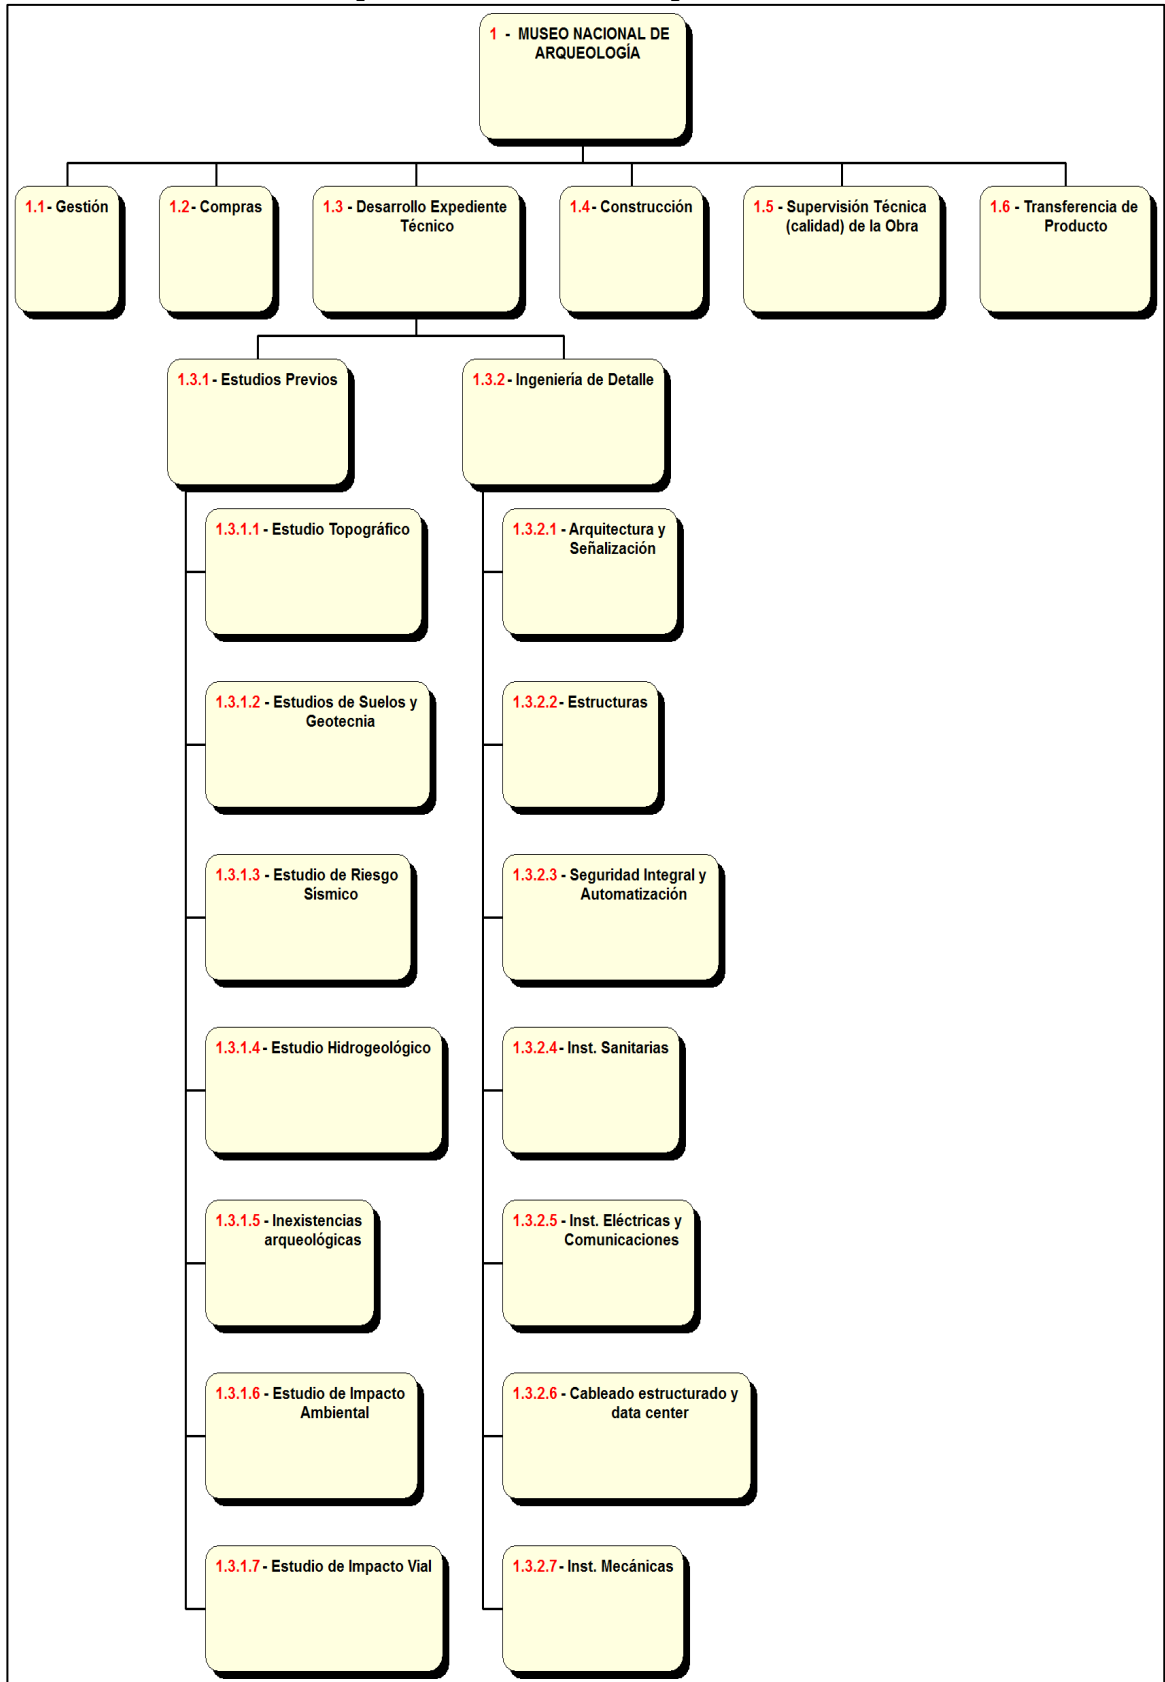 1 - MUSEO NACIONAL DE
ARQUEOLOGÍA
1.1 - Gestión
1.2 - Compras
1.3 - Desarrollo Expediente
Técnico
1.4 - Construcción
1.5 - Supervisión Técnica
(calidad) de la Obra
1.6 - Transferencia de
Producto
1.3.1 - Estudios Previos
1.3.2 - Ingeniería de Detalle
1.3.1.1 - Estudio Topográfico
1.3.2.1 - Arquitectura y
Señalización
1.3.1.2 - Estudios de Suelos y
Geotecnia
1.3.2.2 - Estructuras
1.3.1.3 - Estudio de Riesgo
Sísmico
1.3.2.3 - Seguridad Integral y
Automatización
1.3.1.4 - Estudio Hidrogeológico
1.3.2.4 - Inst. Sanitarias
1.3.1.5 - Inexistencias
arqueológicas
1.3.2.5 - Inst. Eléctricas y
Comunicaciones
1.3.1.6 - Estudio de Impacto
Ambiental
1.3.2.6 - Cableado estructurado y
data center
1.3.1.7 - Estudio de Impacto Vial
1.3.2.7 - Inst. Mecánicas